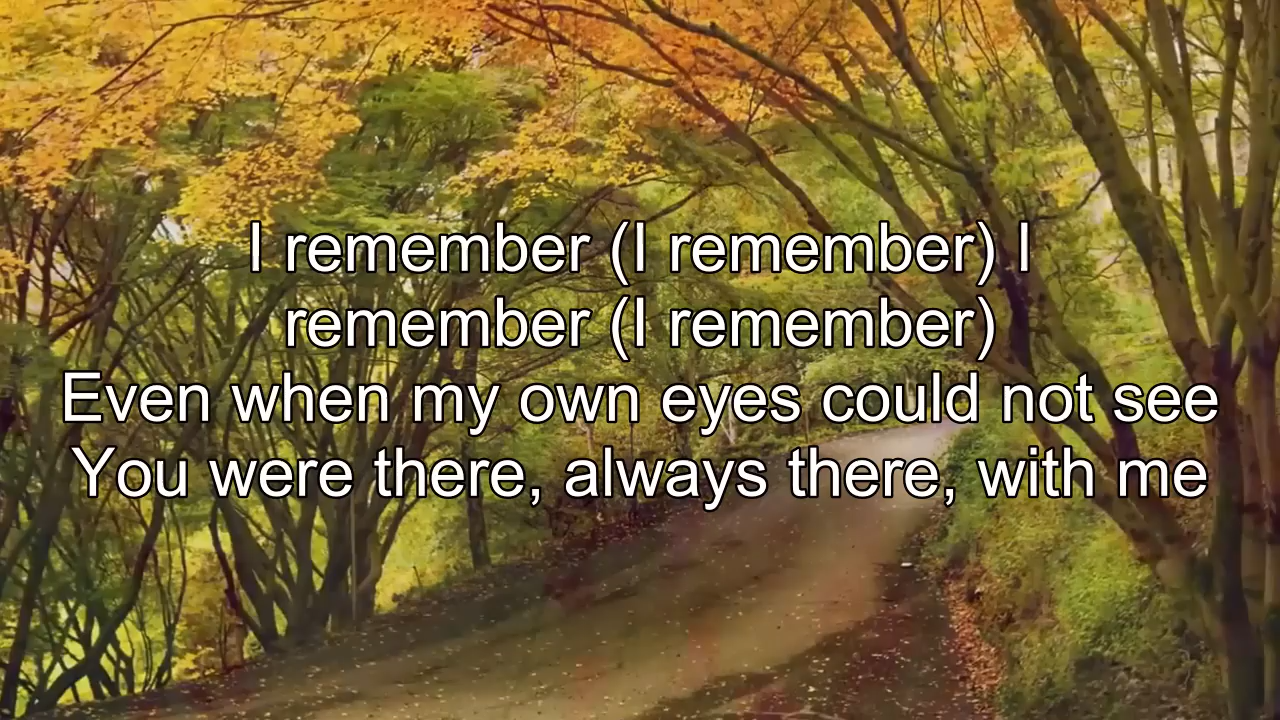 I remember (I remember) I
remember (I remember)
Even when my own eyes could not see
You were there, always there, with me